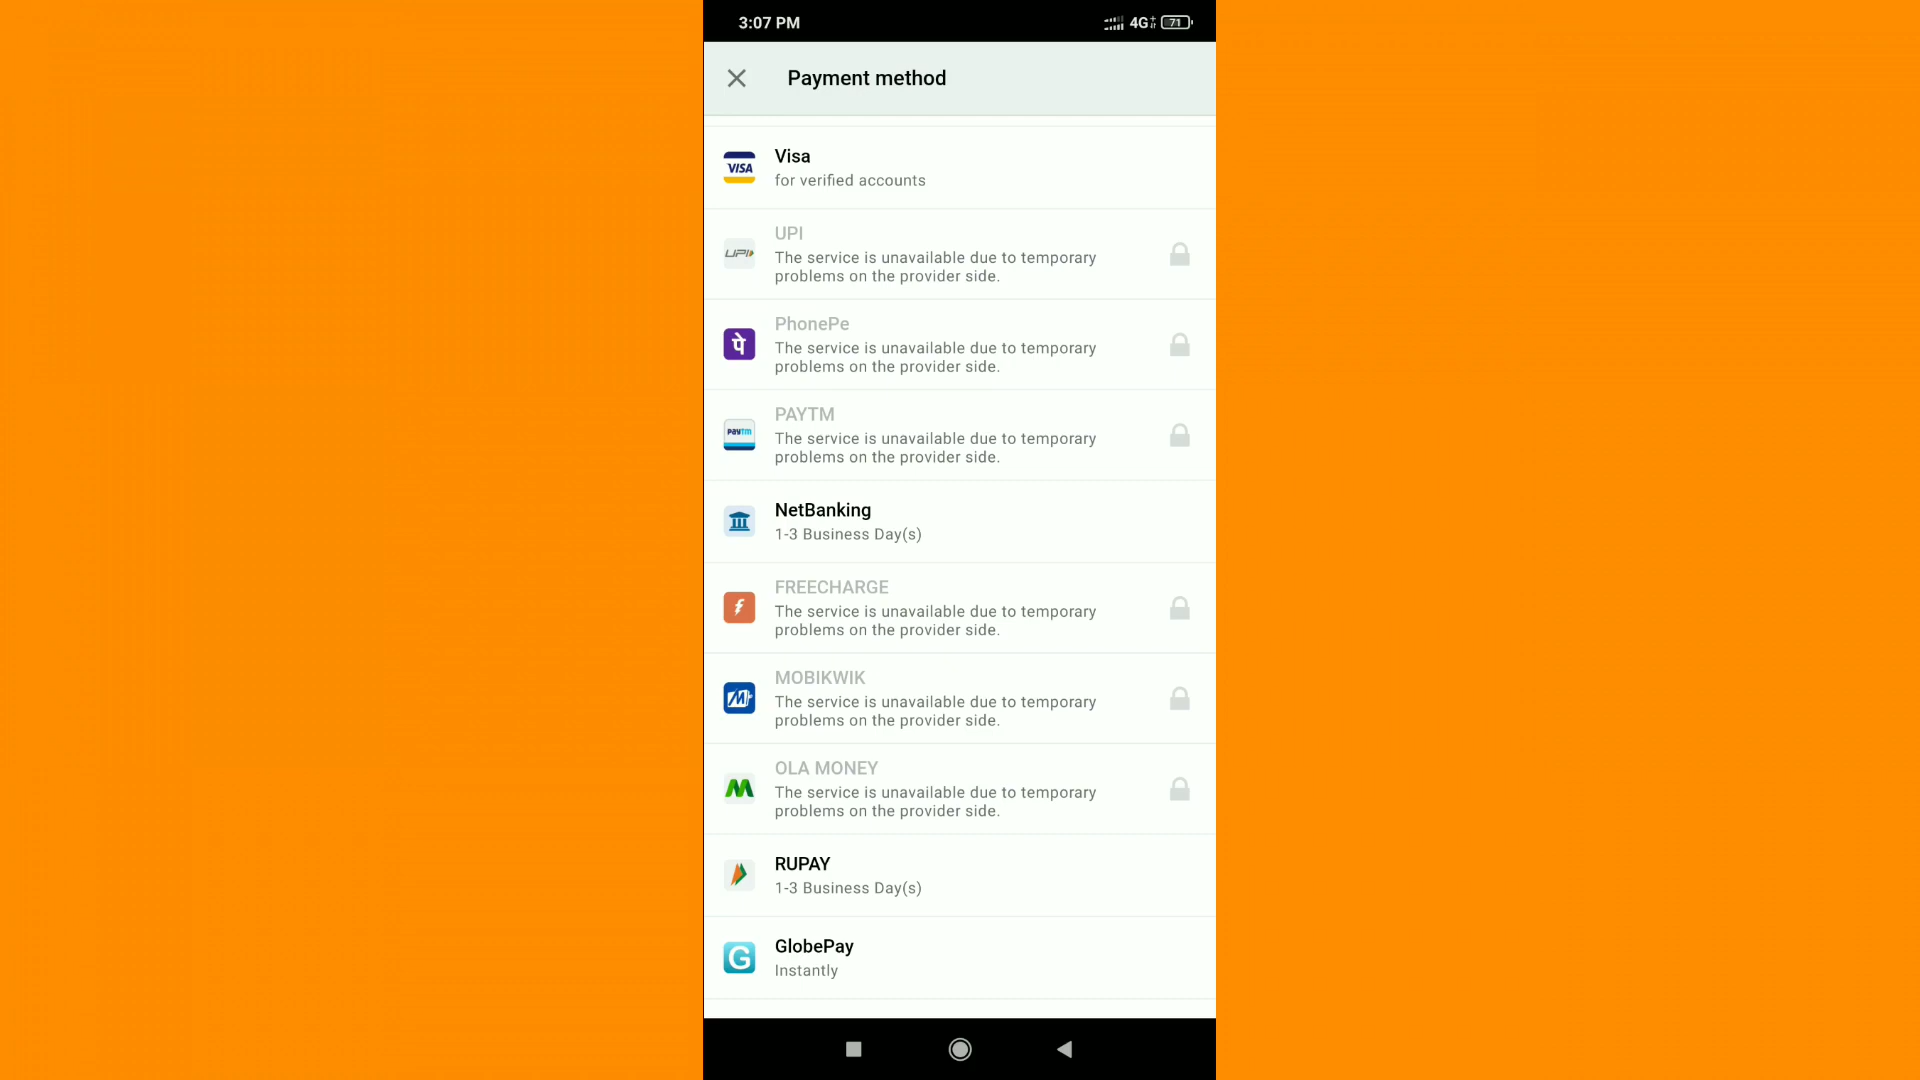 3:07 PM
4G+
71
Payment method
VISA
Visa
for verified accounts
UPI
UPI
The service is unavailable due to temporary
problems on the provider side.
पे
PhonePe
The service is unavailable due to temporary
problems on the provider side.
paytm
PAYTM
The service is unavailable due to temporary
problems on the provider side.
NetBanking
1-3 Business Day(s)
FREECHARGE
The service is unavailable due to temporary
problems on the provider side.
M
MOBIKWIK
The service is unavailable due to temporary
problems on the provider side.
OLA MONEY
The service is unavailable due to temporary
problems on the provider side.
RUPAY
1-3 Business Day(s)
G
GlobePay
Instantly